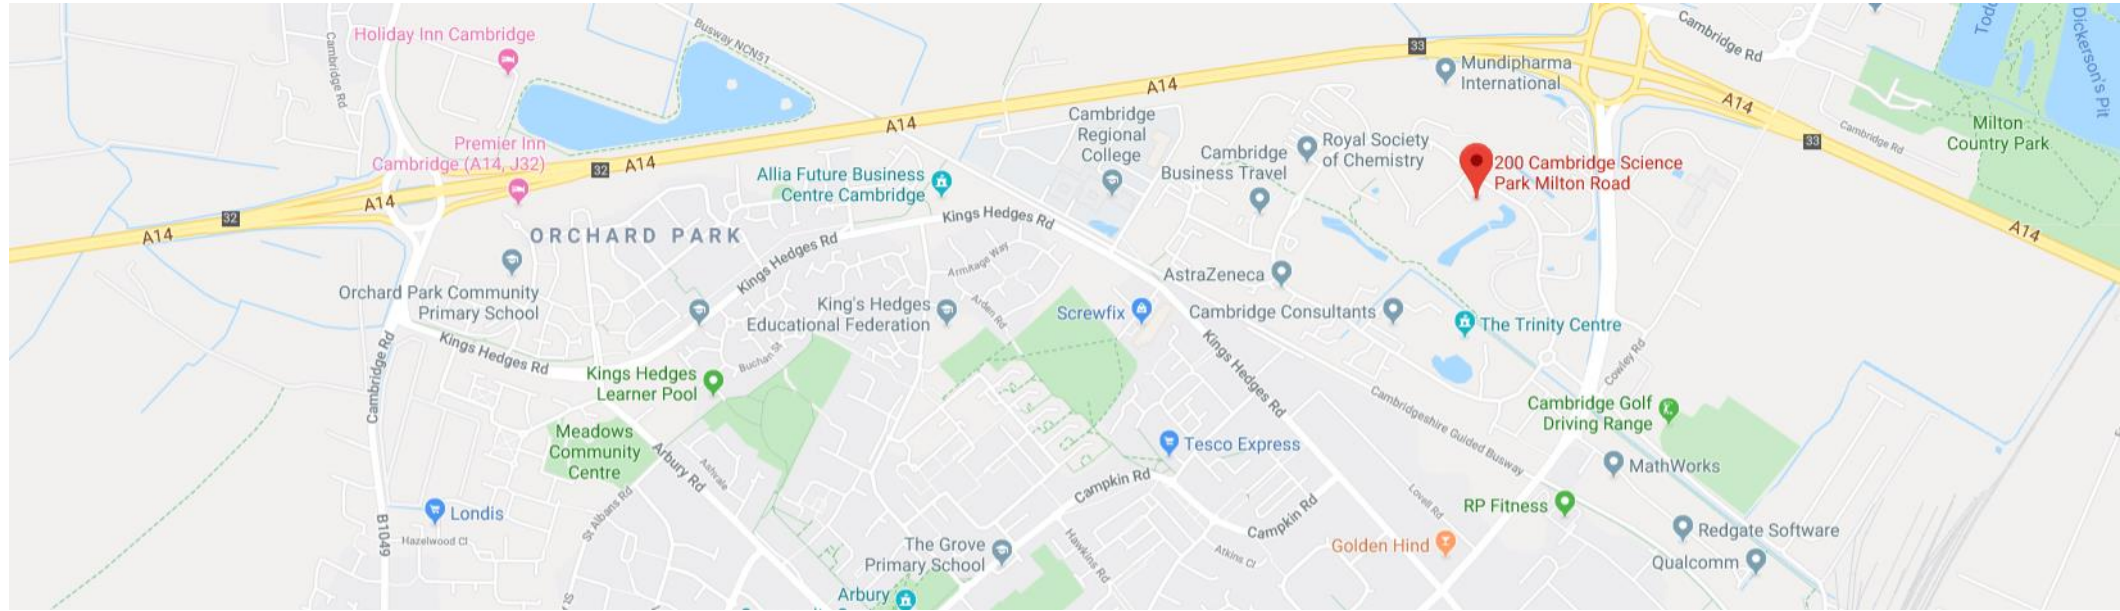 Holiday Inn Cambridge
Cambridge Rd
Busway NCN51
33
Cambridge Rd
Dickerson's Pit
Mundipharma
International
A14
A14
A14
Cambridge Rd
Milton
Country Park
33
Cambridge
Regional
College
Royal Society
of Chemistry
Cambridge
Business Travel
200 Cambridge Science
Park Milton Road
Premier Inn
Cambridge (A14, J32)
32
A14
Allia Future Business
Centre Cambridge
A14
32
A14
A14
ORCHARD PARK
Kings Hedges Rd
Kings Hedges Rd
Armitage Way
AstraZeneca
Orchard Park Community
Primary School
King's Hedges
Educational Federation
Arden Rd
Screwfix
Cambridge Consultants
The Trinity Centre
Cambridge Rd
Kings Hedges Rd
Buchan St
Kings Hedges Rd
Cowley Rd
Kings Hedges
Learner Pool
Cambridgeshire Guided Busway
Cambridge Golf
Driving Range
Meadows
Community
Centre
Arbury Rd
Ashvale
Tesco Express
MathWorks
Campkin Rd
Campkin Rd
Lovell Rd
RP Fitness
Londis
B1049
Hazelwood Cl
St Albans Rd
The Grove
Primary School
Hawkins Rd
Atkins Cl
Golden Hind
Redgate Software
Qualcomm
Arbury